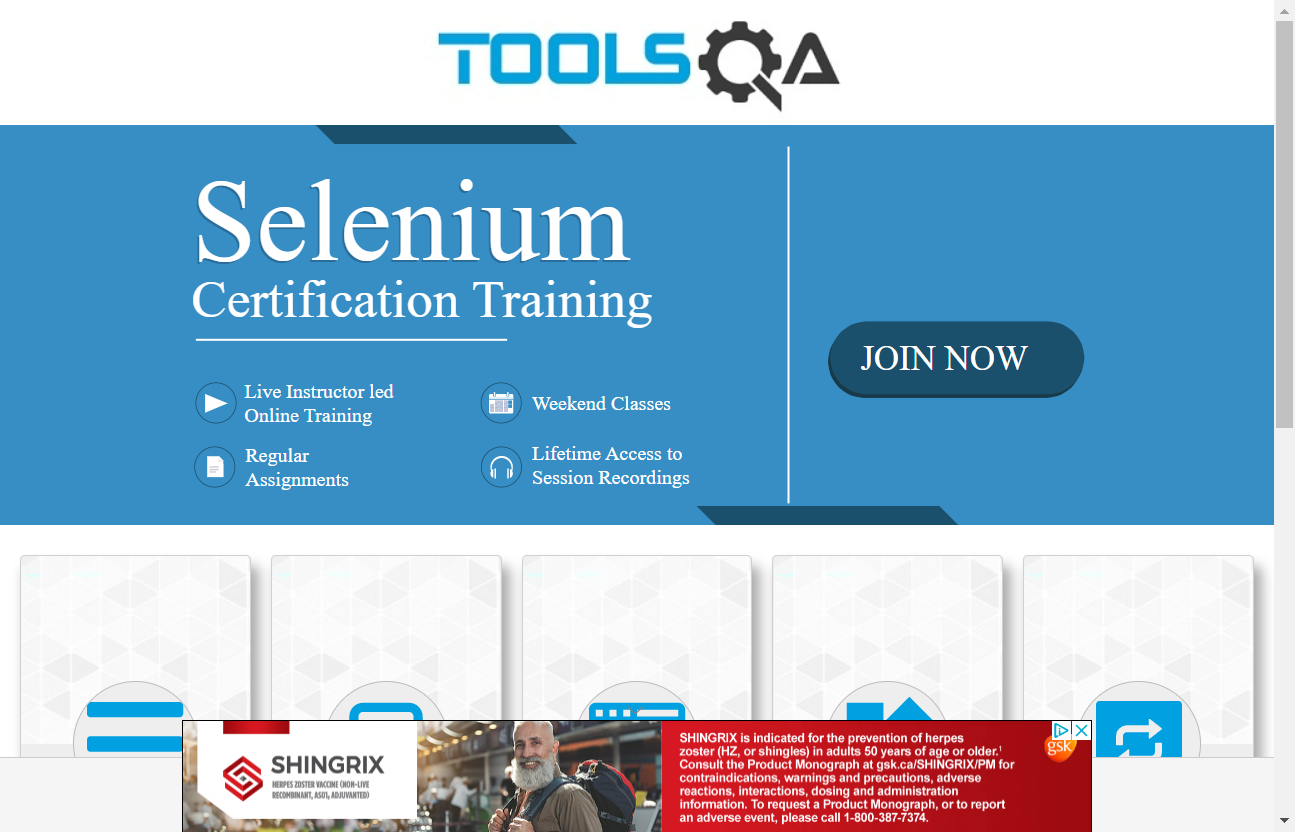 TOOLSQA
Selenium
Certification Training
JOIN NOW
Live Instructor led
Online Training
Weekend Classes
Regular
Assignments
Lifetime Access to
Session Recordings
SHINGRIX
HERPES ZOSTER VACCINE (NON-LIVE
RECOMBINANT, AS01, ADJUVANTED)
SHINGRIX is indicated for the prevention of herpes
zoster (HZ, or shingles) in adults 50 years of age or older.¹
Consult the Product Monograph at gsk.ca/SHINGRIX/PM for
contraindications, warnings and precautions, adverse
reactions, interactions, dosing and administration
information. To request a Product Monograph, or to report
an adverse event, please call 1-800-387-7374.
gsk